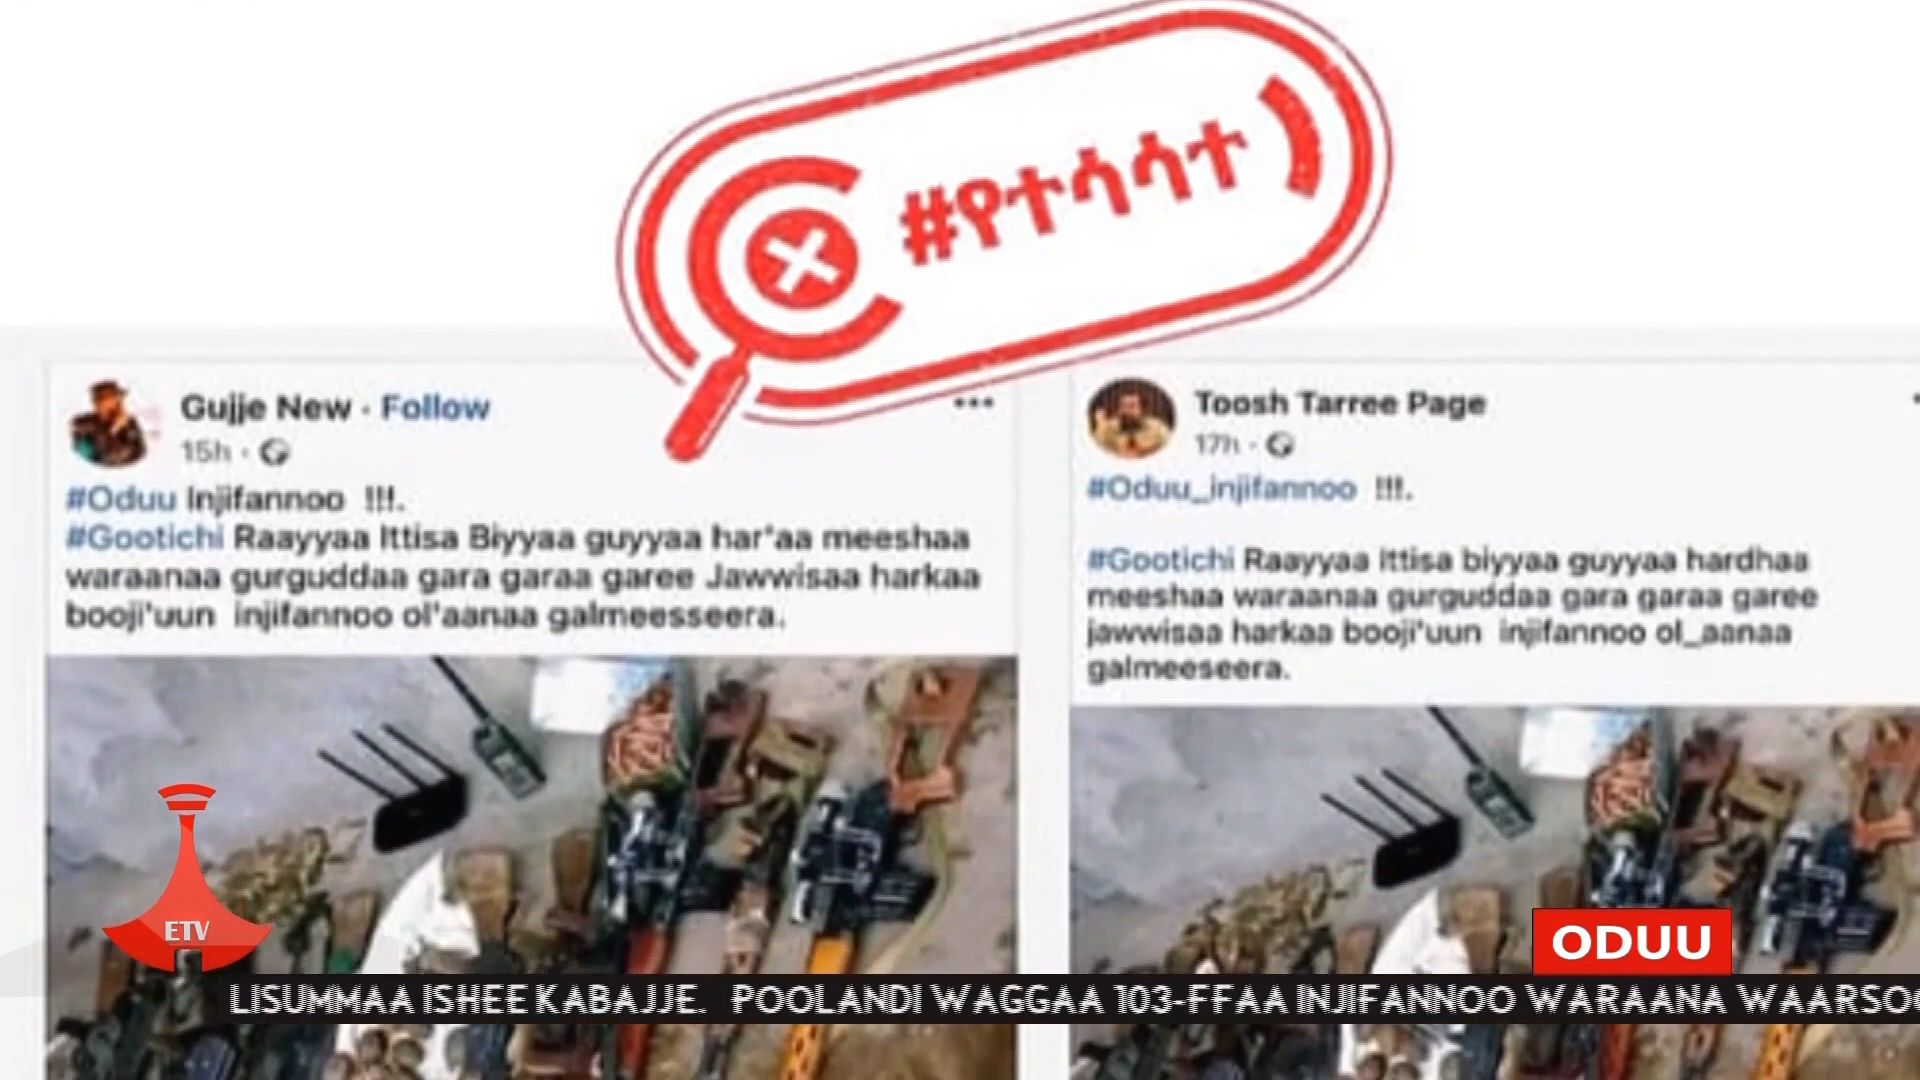 #የተሳሳተ
Gujje New · Follow
15h ·
#Oduu Injifannoo !!!.
#Gootichi Raayyaa Ittisa Biyyaa guyyaa har'aa meeshaa
waraanaa gurguddaa gara garaa garee Jawwisaa harkaa
booji'uun injifannoo ol'aanaa galmeesseera.
Toosh Tarree Page
17h ·
#Oduu_injifannoo !!!.
#Gootichi Raayyaa Ittisa biyyaa guyyaa hardhaa
meeshaa waraanaa gurguddaa gara garaa garee
jawwisaa harkaa booji'uun injifannoo ol_aanaa
galmeeseera.
ETV
ODUU
LISUMMAA ISHEE KABAJJE. POOLANDI WAGGAA 103-FFAA INJIFANNOO WARAANA WAARSOO